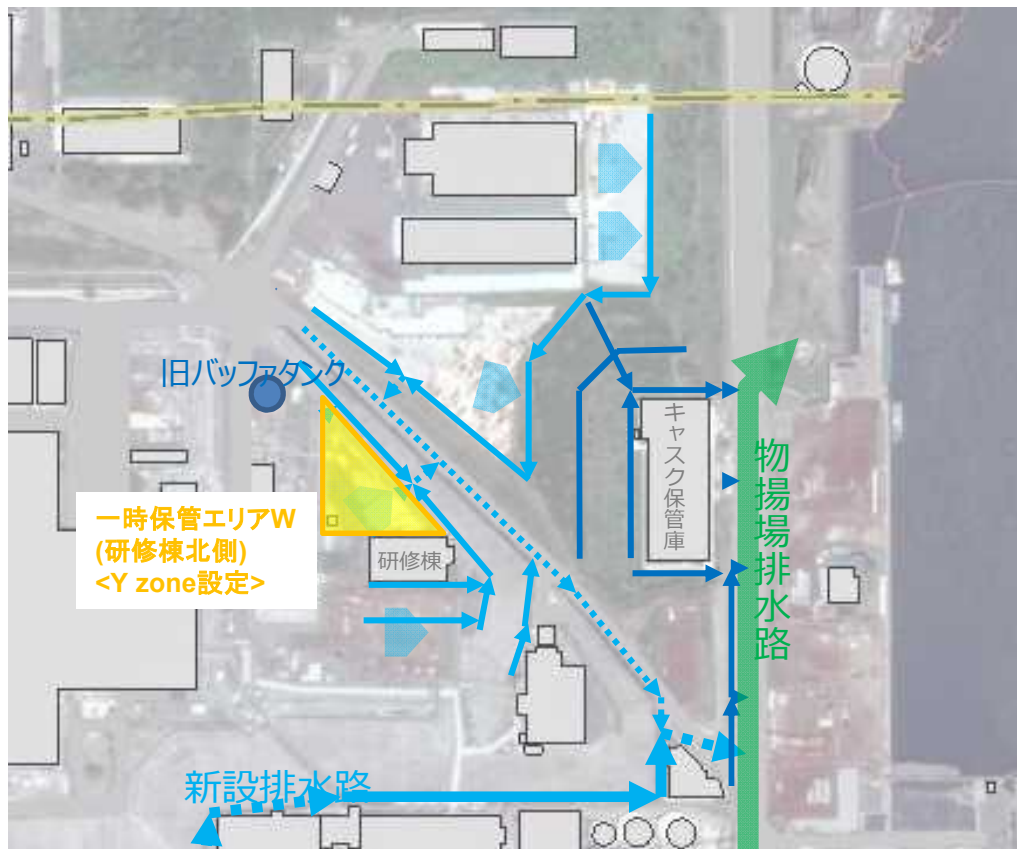 旧バッファタンク
キャスク保管庫
物揚場排水路
一時保管エリアW
(研修棟北側)
<Y zone設定>
研修棟
新設排水路